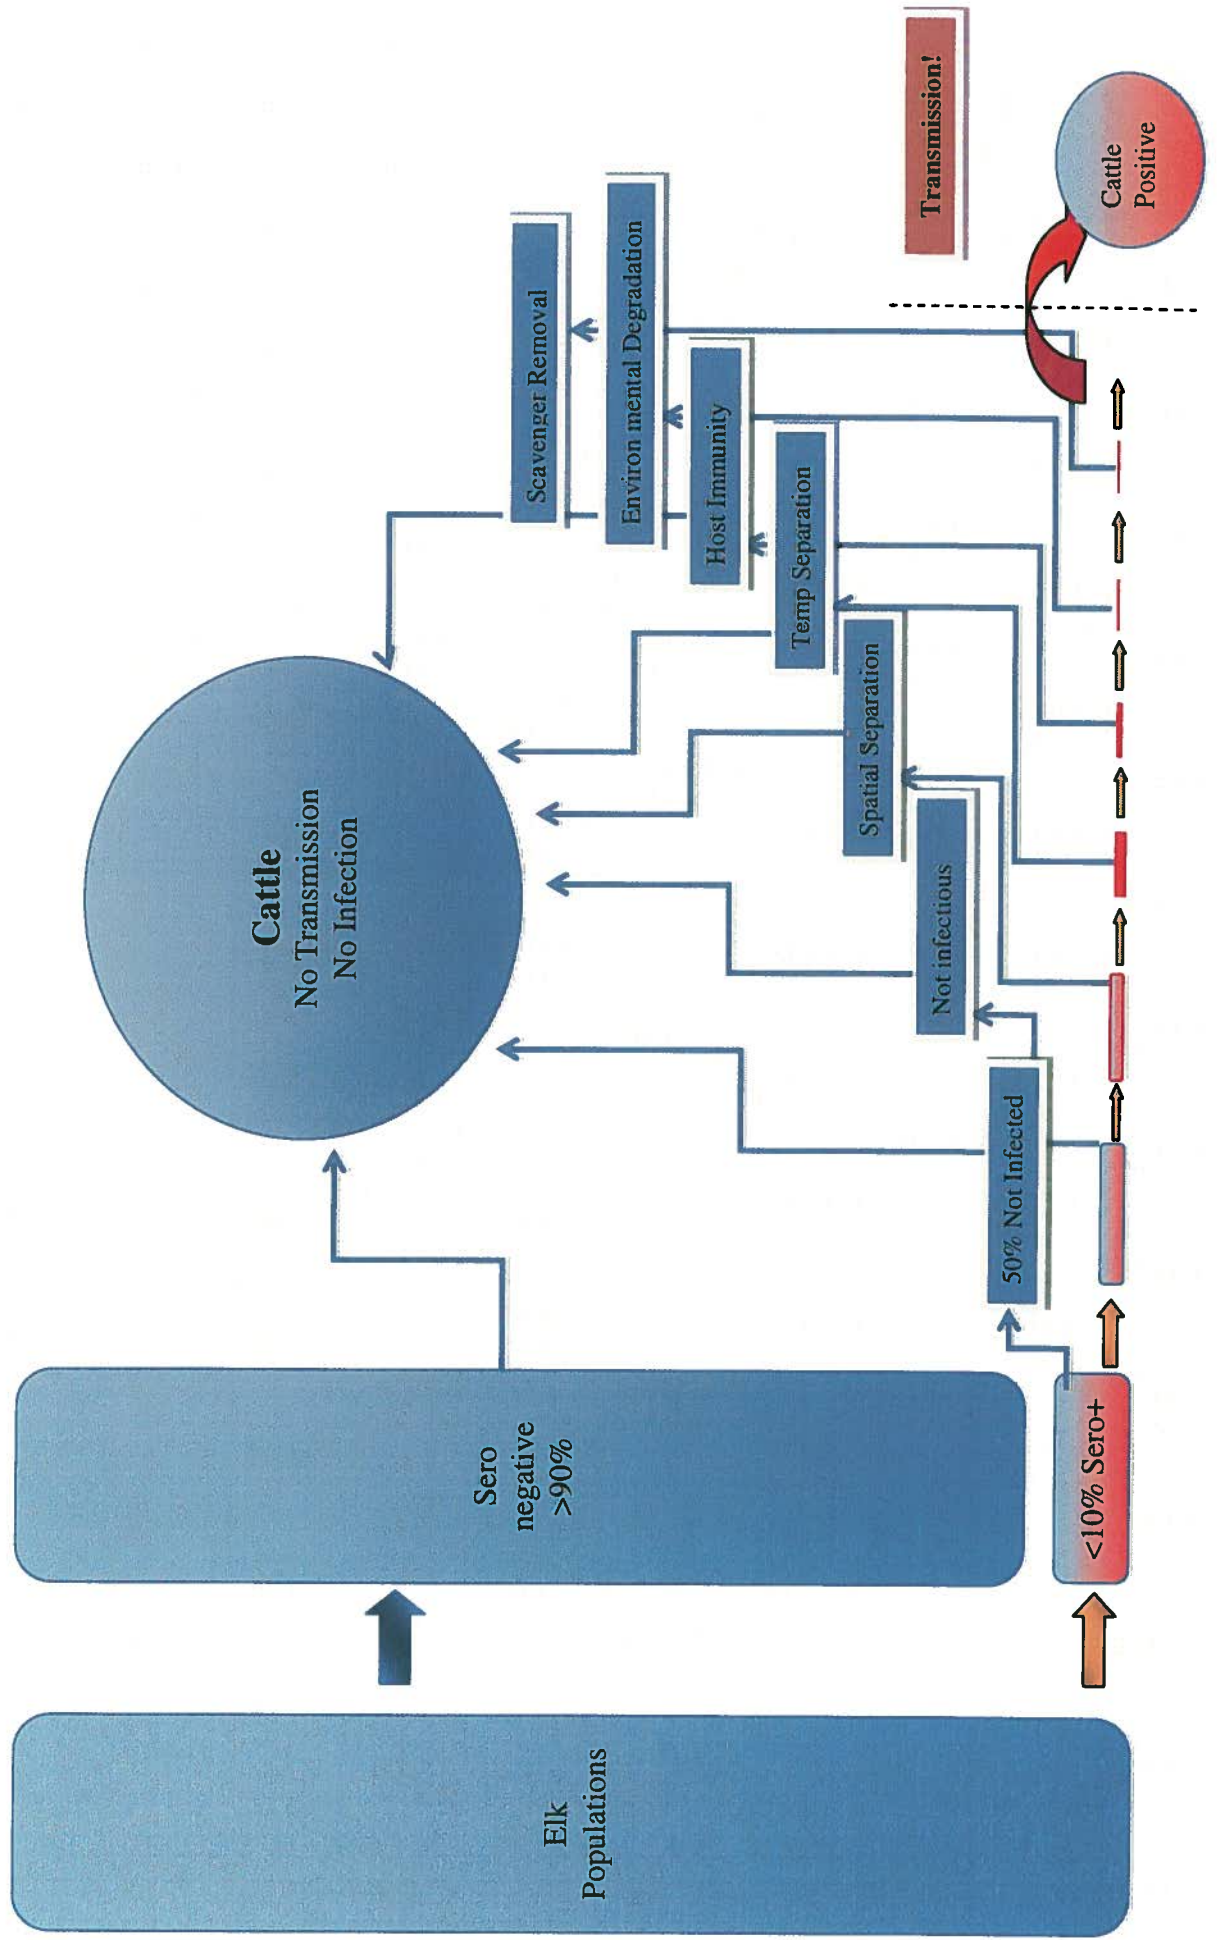 Elk
Populations
Sero
negative
>90%
<10% Sero+
Cattle
No Transmission
No Infection
50% Not Infected
Not infectious
Spatial Separation
Temp Separation
Host Immunity
Environ mental Degradation
Scavenger Removal
Transmission!
Cattle
Positive